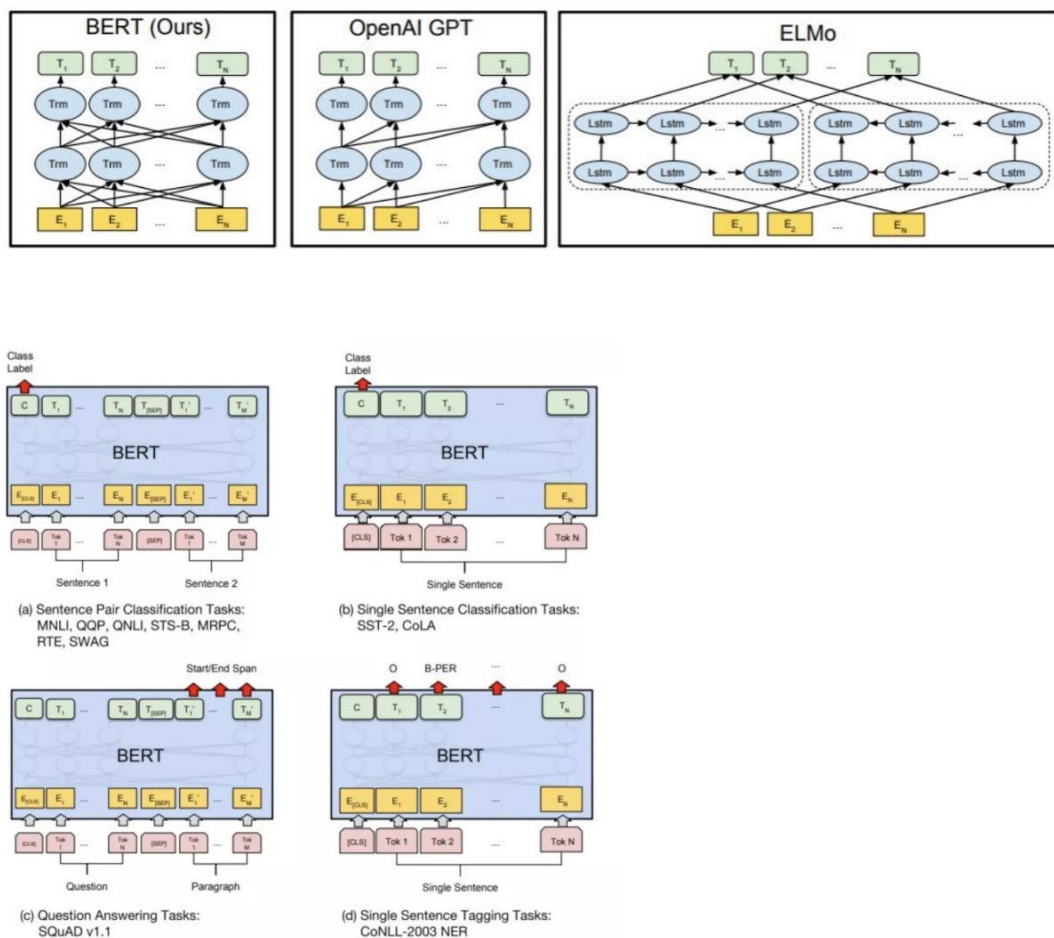 BERT (Ours)
T1 T2 ... TN
Trm Trm ... Trm
Trm Trm ... Trm
E1 E2 ... EN
OpenAI GPT
T1 T2 ... TN
Trm Trm ... Trm
Trm Trm ... Trm
E1 E2 ... EN
ELMo
T1 T2 ... TN
Lstm Lstm ... Lstm Lstm Lstm ... Lstm
Lstm Lstm ... Lstm Lstm Lstm ... Lstm
E1 E2 ... EN
Class
Label
C T1 ... TN T[SEP] T1' ... TM'
BERT
E[CLS] E1 ... EN E[SEP] E1' ... EM'
[CLS] Tok 1 ... Tok N [SEP] Tok 1 ... Tok M
Sentence 1 Sentence 2
(a) Sentence Pair Classification Tasks:
MNLI, QQP, QNLI, STS-B, MRPC,
RTE, SWAG
Class
Label
C T1 T2 ... TN
BERT
E[CLS] E1 E2 ... EN
[CLS] Tok 1 Tok 2 ... Tok N
Single Sentence
(b) Single Sentence Classification Tasks:
SST-2, CoLA
Start/End Span
C T1 ... TN T[SEP] T1' ... TM'
BERT
E[CLS] E1 ... EN E[SEP] E1' ... EM'
[CLS] Tok 1 ... Tok N [SEP] Tok 1 ... Tok M
Question Paragraph
(c) Question Answering Tasks:
SQuAD v1.1
O B-PER ... O
C T1 T2 ... TN
BERT
E[CLS] E1 E2 ... EN
[CLS] Tok 1 Tok 2 ... Tok N
Single Sentence
(d) Single Sentence Tagging Tasks:
CoNLL-2003 NER